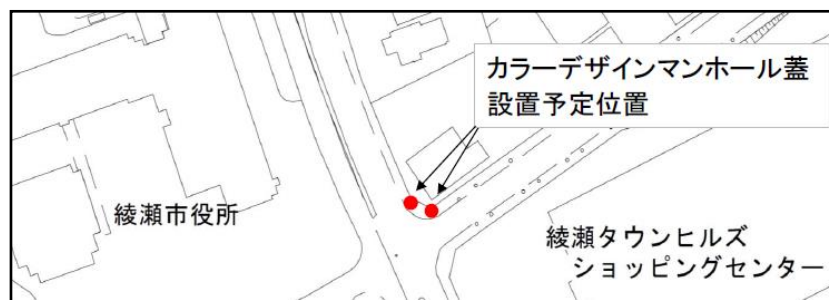 カラーデザインマンホール蓋
設置予定位置
綾瀬市役所
綾瀬タウンヒルズ
ショッピングセンター